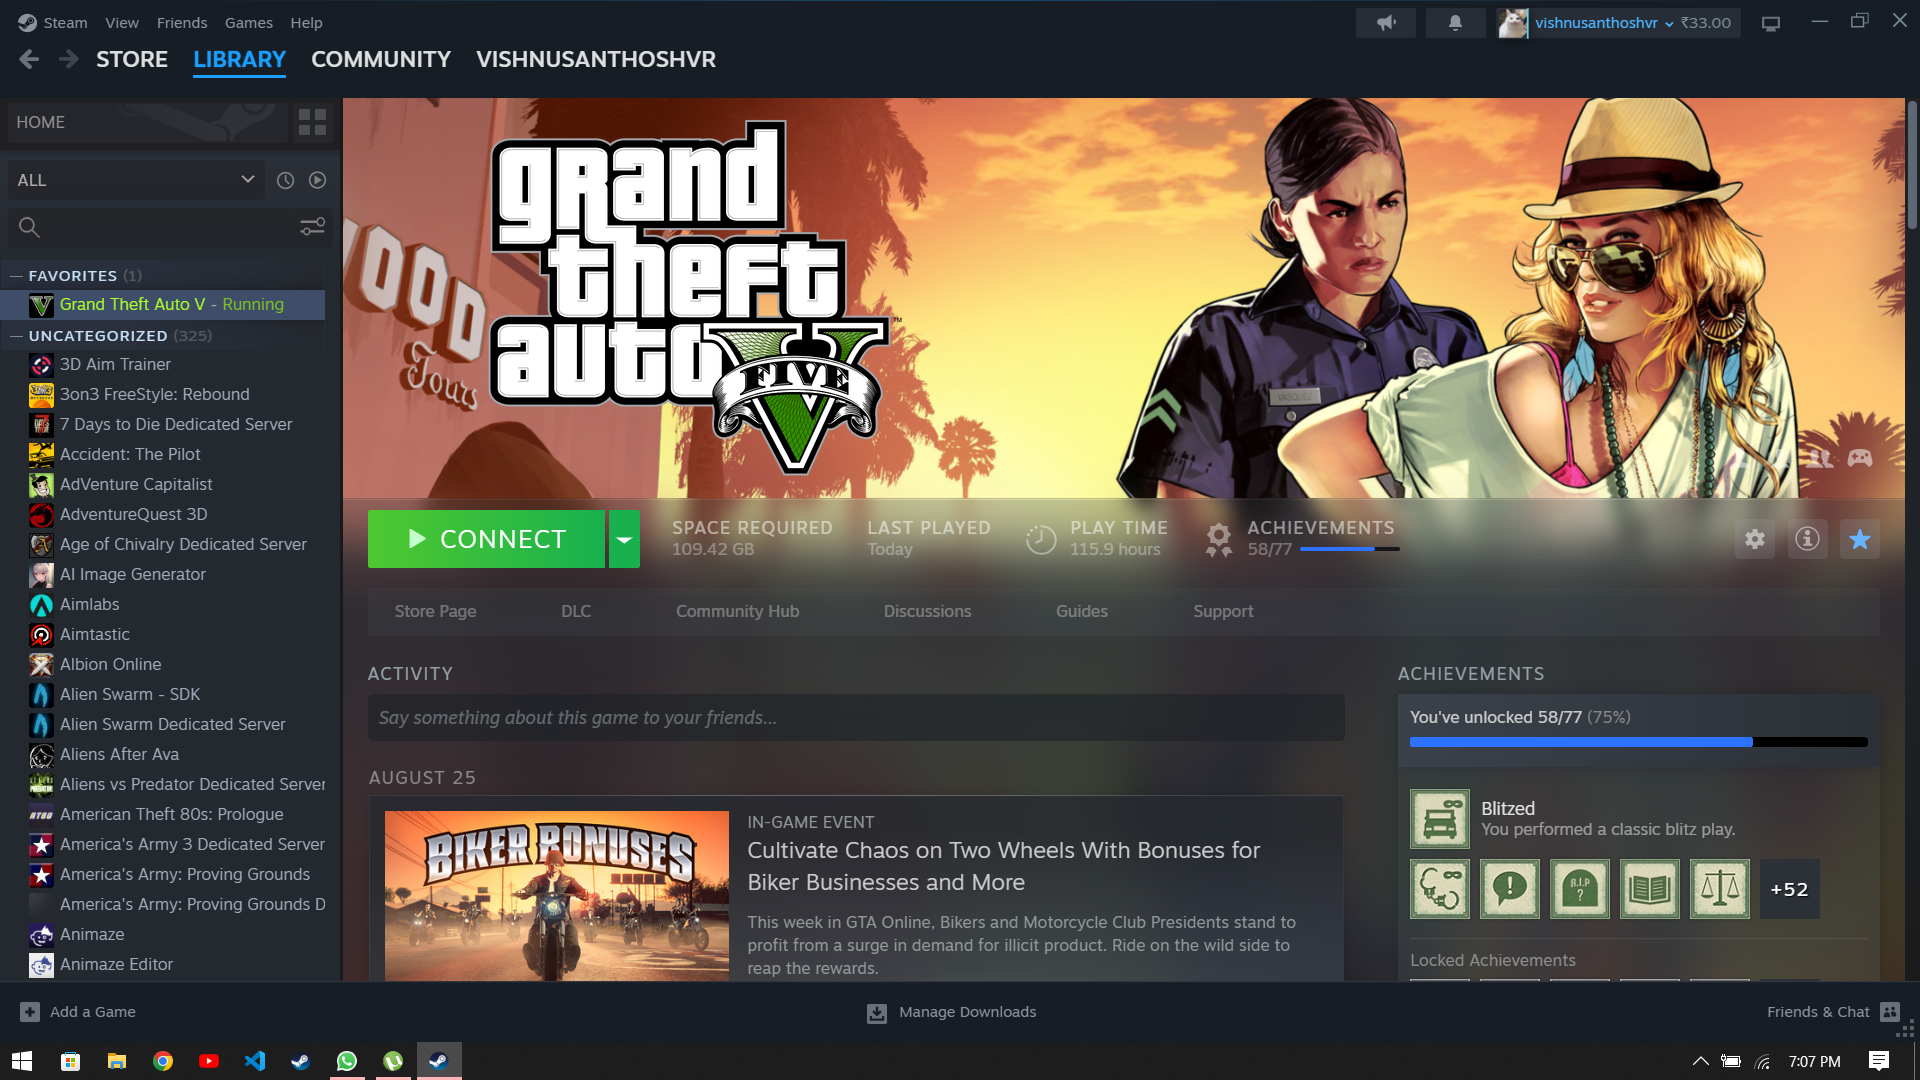 Steam View Friends Games Help
vishnusanthoshvr ₹33.00
STORE LIBRARY COMMUNITY VISHNUSANTHOSHVR
HOME
ALL
— FAVORITES (1)
Grand Theft Auto V - Running
— UNCATEGORIZED (325)
3D Aim Trainer
3on3 FreeStyle: Rebound
7 Days to Die Dedicated Server
Accident: The Pilot
AdVenture Capitalist
AdventureQuest 3D
Age of Chivalry Dedicated Server
AI Image Generator
Aimlabs
Aimtastic
Albion Online
Alien Swarm - SDK
Alien Swarm Dedicated Server
Aliens After Ava
Aliens vs Predator Dedicated Server
American Theft 80s: Prologue
America's Army 3 Dedicated Server
America's Army: Proving Grounds
America's Army: Proving Grounds D
Animaze
Animaze Editor
grand
theft
auto
V
FIVE
™
OOD
Tours
VASQUEZ
CONNECT
SPACE REQUIRED
109.42 GB
LAST PLAYED
Today
PLAY TIME
115.9 hours
ACHIEVEMENTS
58/77
Store Page DLC Community Hub Discussions Guides Support
ACTIVITY
Say something about this game to your friends...
AUGUST 25
BIKER BONUSES
IN-GAME EVENT
Cultivate Chaos on Two Wheels With Bonuses for
Biker Businesses and More
This week in GTA Online, Bikers and Motorcycle Club Presidents stand to
profit from a surge in demand for illicit product. Ride on the wild side to
reap the rewards.
ACHIEVEMENTS
You've unlocked 58/77 (75%)
Blitzed
You performed a classic blitz play.
R.I.P
?
+52
Locked Achievements
Add a Game
Manage Downloads
Friends & Chat
7:07 PM